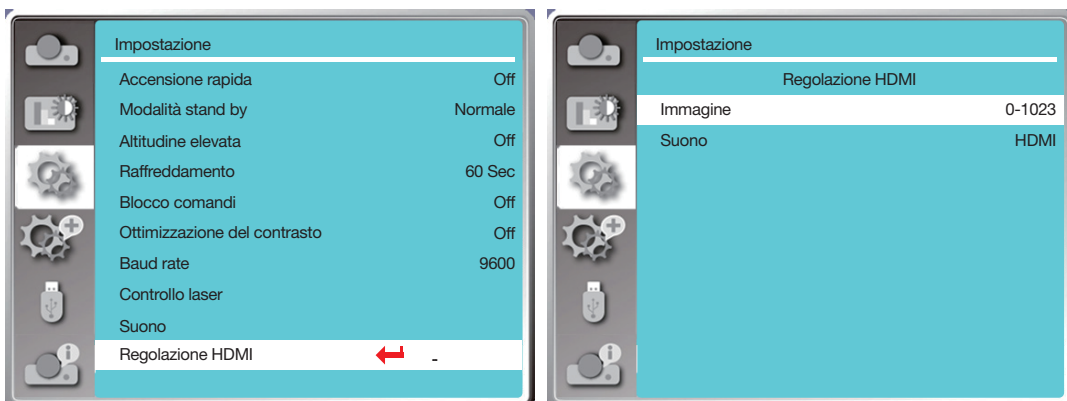 Impostazione
Accensione rapida Off
Modalità stand by Normale
Altitudine elevata Off
Raffreddamento 60 Sec
Blocco comandi Off
Ottimizzazione del contrasto Off
Baud rate 9600
Controllo laser
Suono
Regolazione HDMI -
Impostazione
Regolazione HDMI
Immagine 0-1023
Suono HDMI